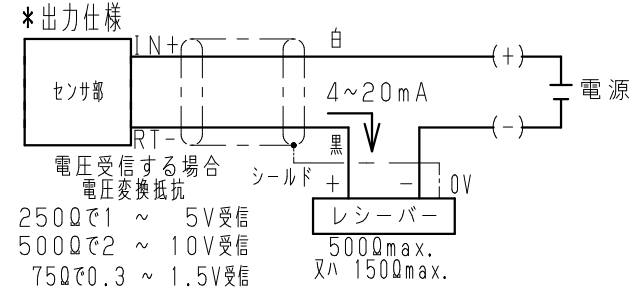 *出力仕様
IN+
白
(+)
センサ部
4~20mA
電源
RT-
黒
(-)
電圧受信する場合
シールド
電圧変換抵抗
+
-
0V
250Ωで1 ~ 5V受信
レシーバー
500Ωで2 ~ 10V受信
500Ωmax.
75Ωで0.3 ~ 1.5V受信
又ハ 150Ωmax.